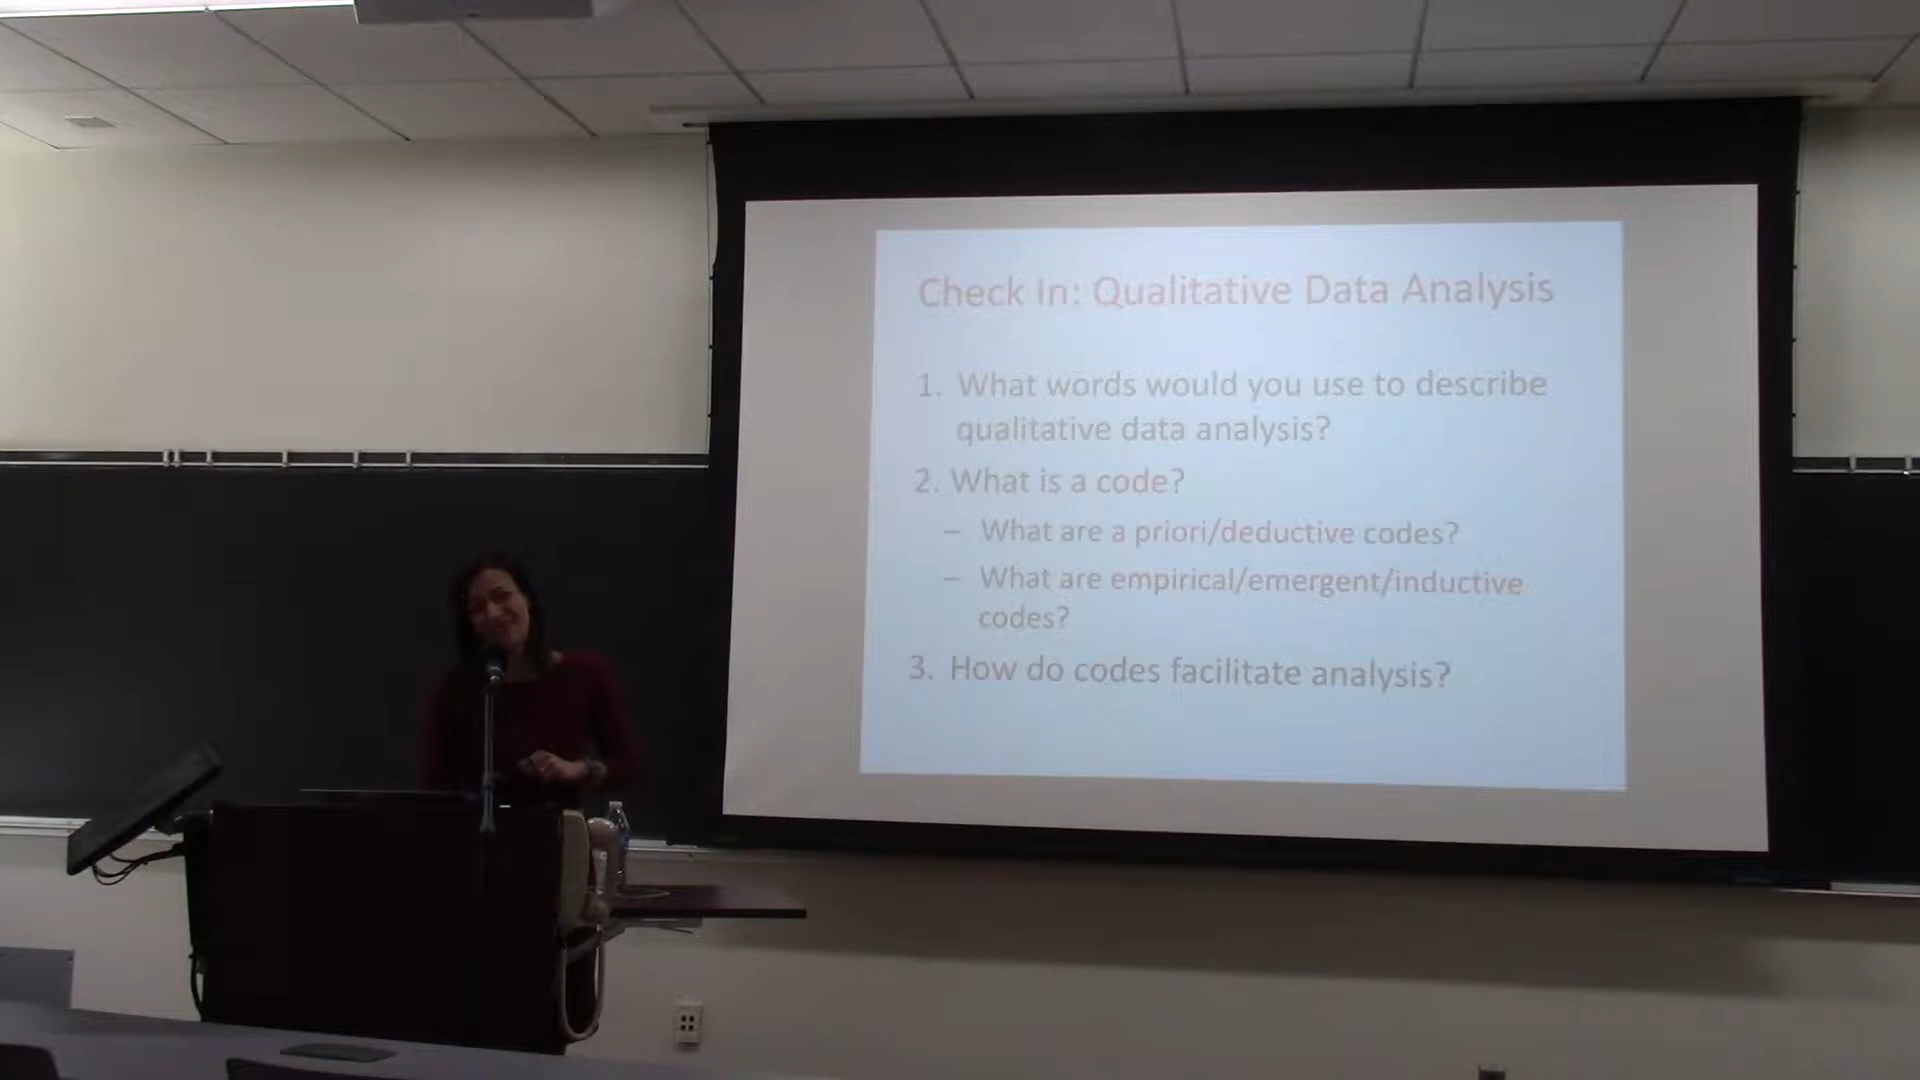 Check In: Qualitative Data Analysis
1. What words would you use to describe
qualitative data analysis?
2. What is a code?
– What are a priori/deductive codes?
– What are empirical/emergent/inductive
codes?
3. How do codes facilitate analysis?